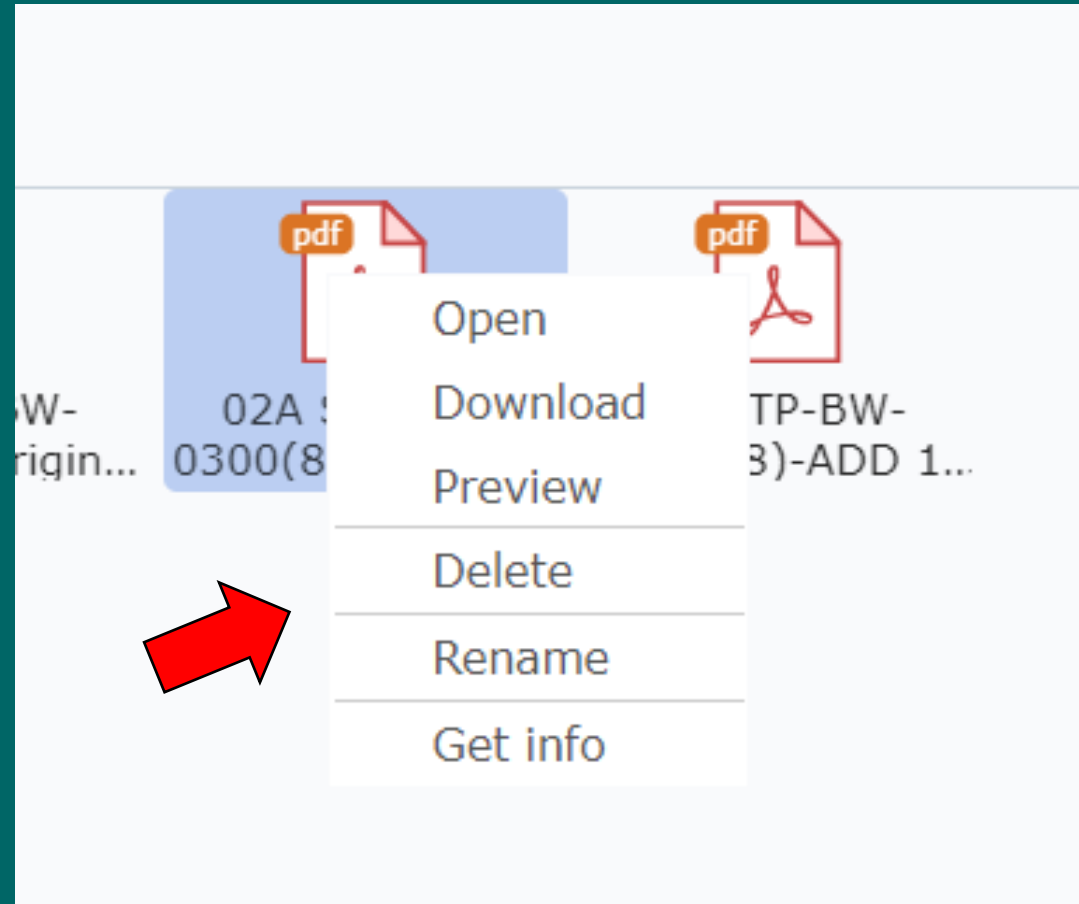 pdf
pdf
W-
rigin...
02A
0300(8
TP-BW-
3)-ADD 1...
Open
Download
Preview
Delete
Rename
Get info